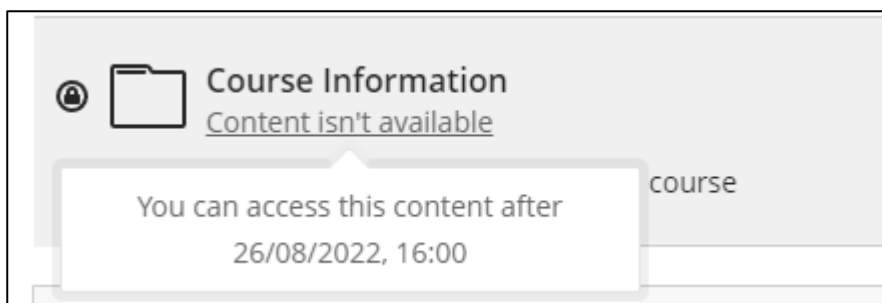 Course Information
Content isn't available
course
You can access this content after
26/08/2022, 16:00